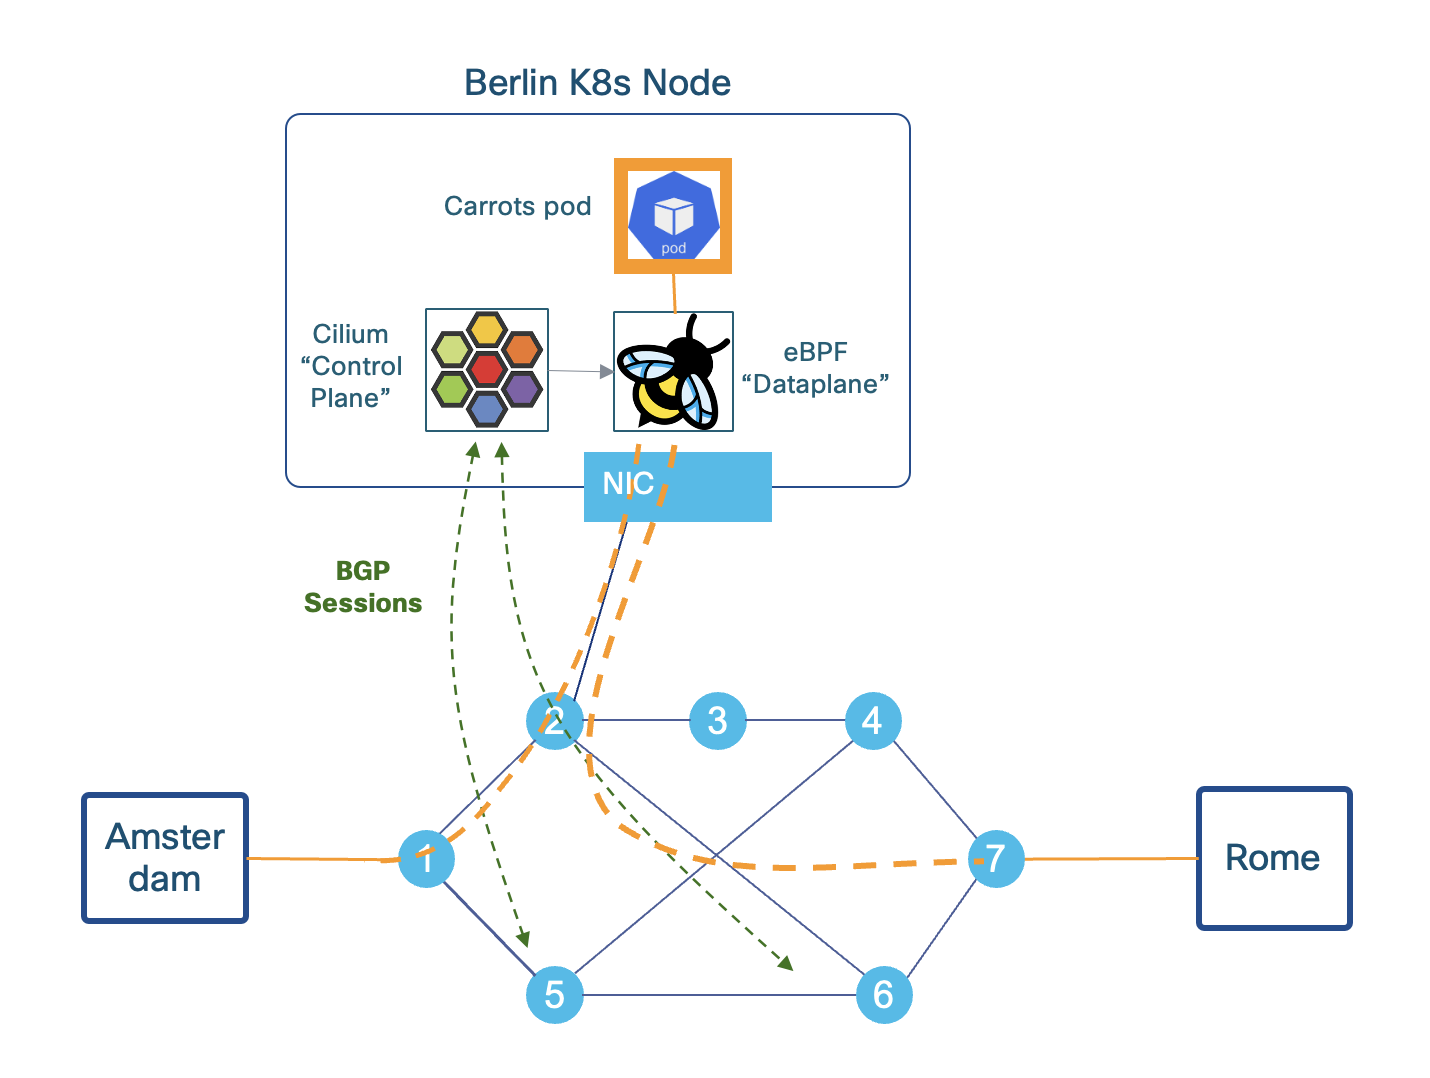 Berlin K8s Node
Carrots pod
pod
Cilium
“Control
Plane”
eBPF
“Dataplane”
NIC
BGP
Sessions
2
3
4
Amster
dam
1
7
Rome
5
6